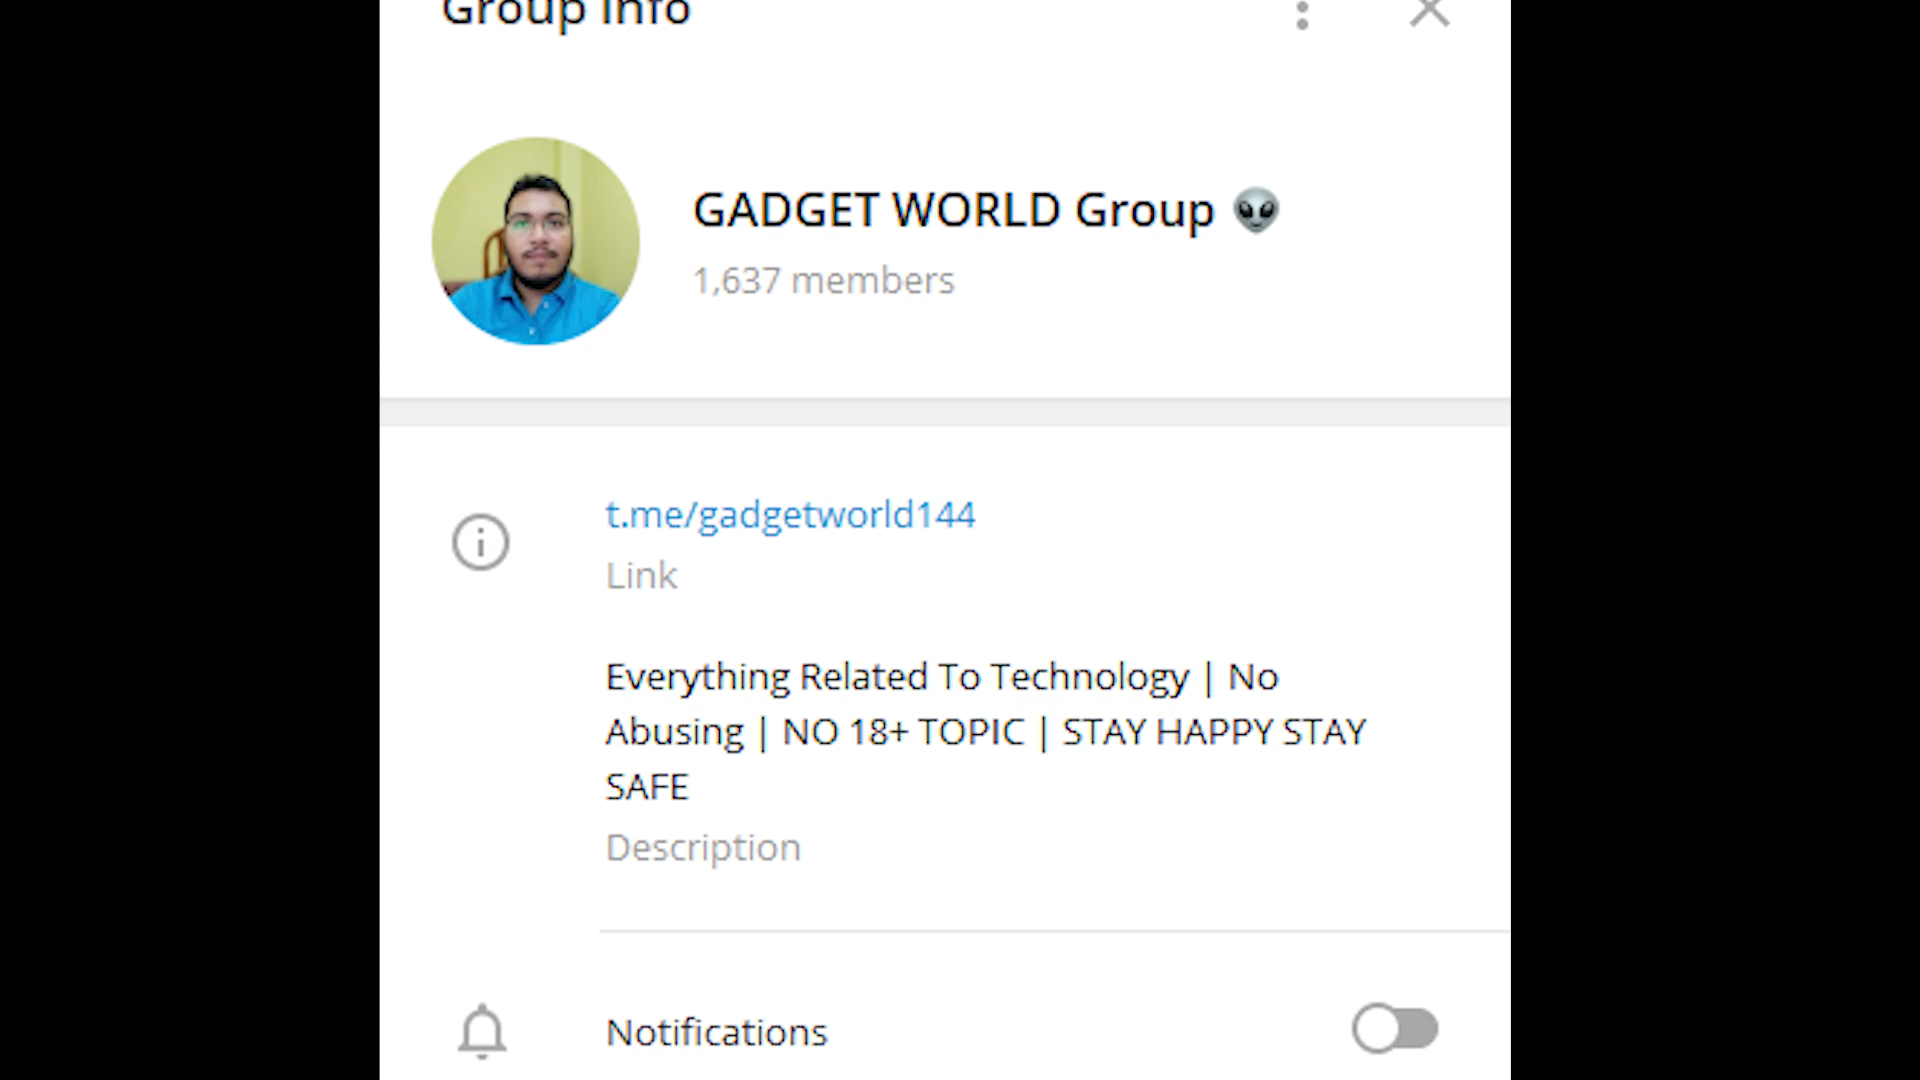 Group Info
GADGET WORLD Group 👽
1,637 members
t.me/gadgetworld144
Link
Everything Related To Technology | No
Abusing | NO 18+ TOPIC | STAY HAPPY STAY
SAFE
Description
Notifications